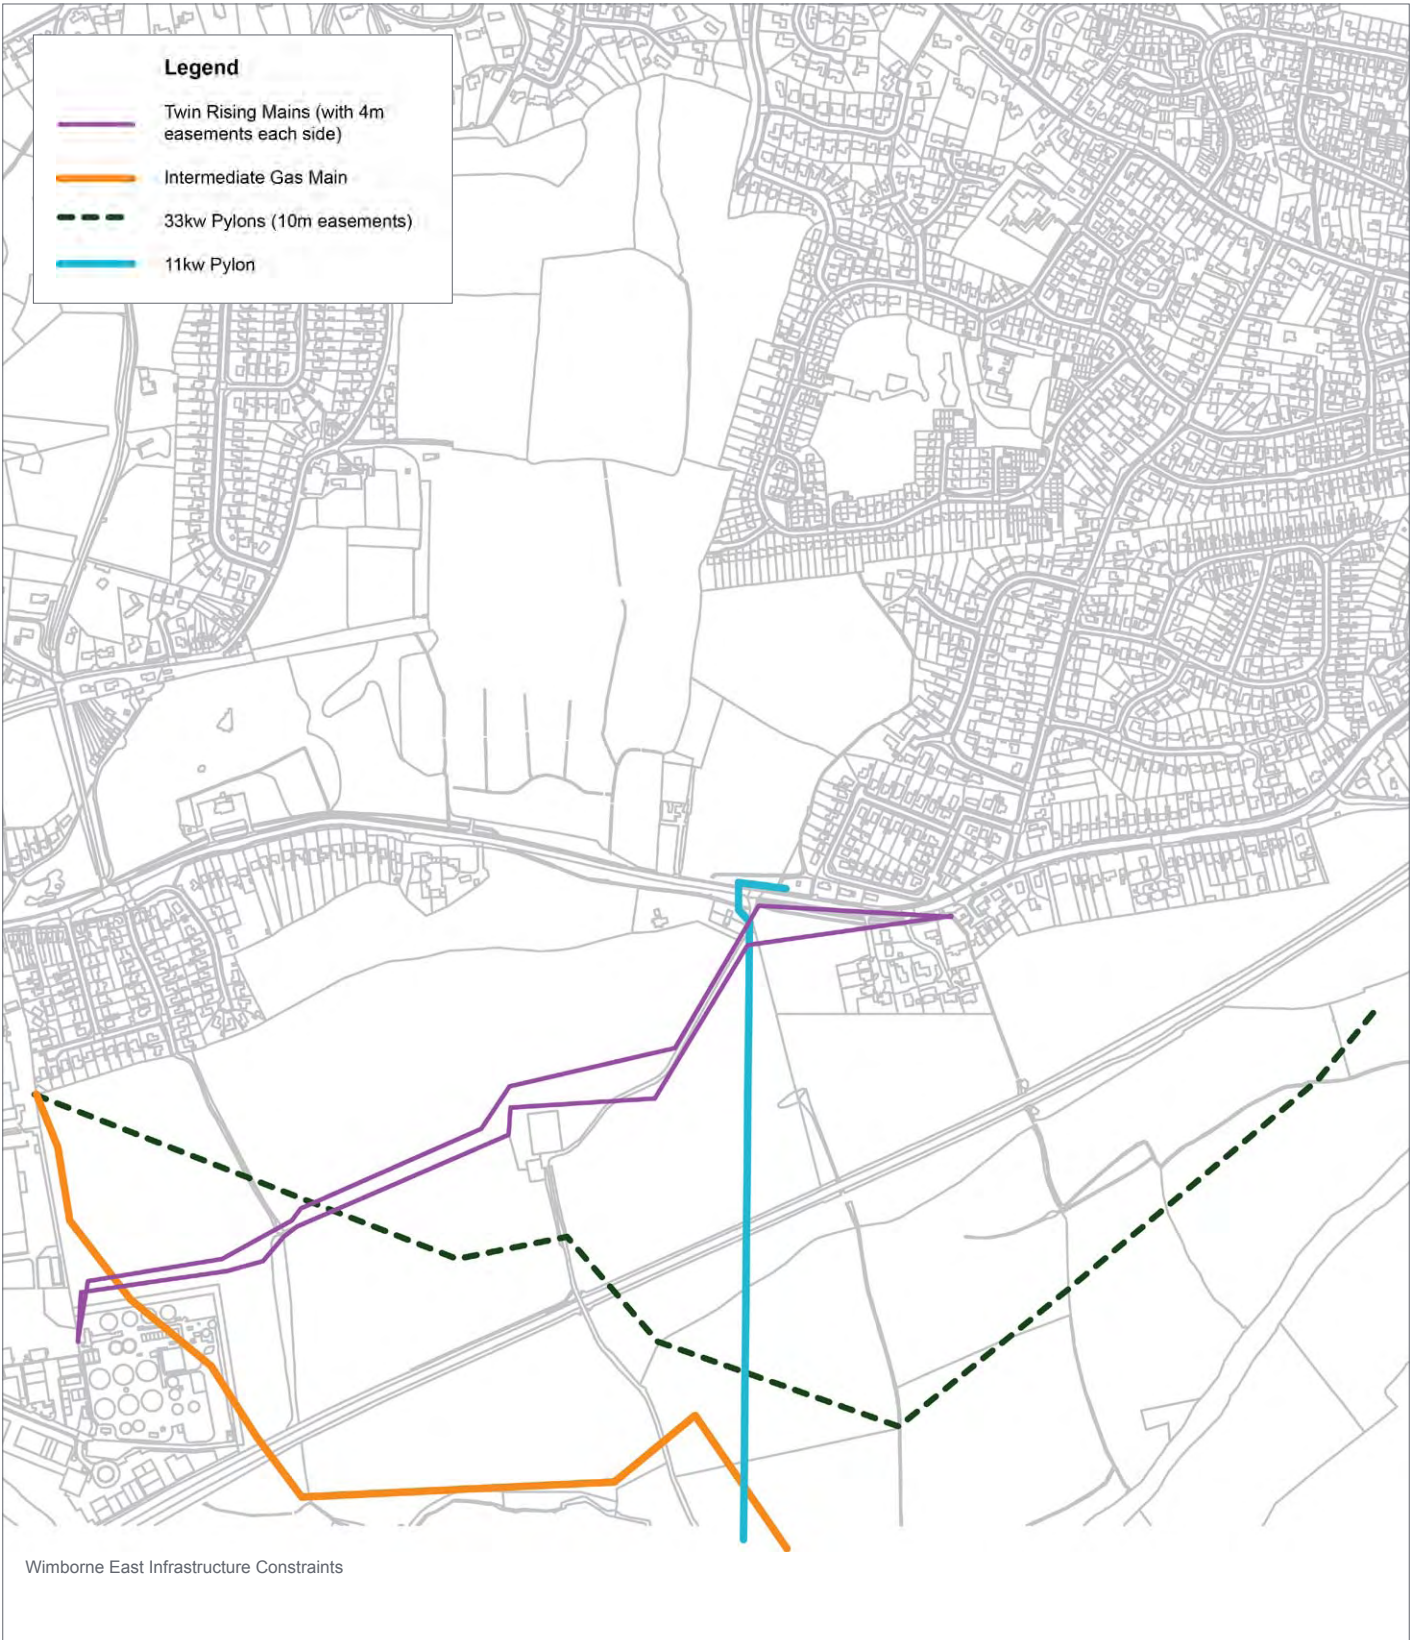 Legend
Twin Rising Mains (with 4m
easements each side)
Intermediate Gas Main
33kw Pylons (10m easements)
11kw Pylon
Wimborne East Infrastructure Constraints